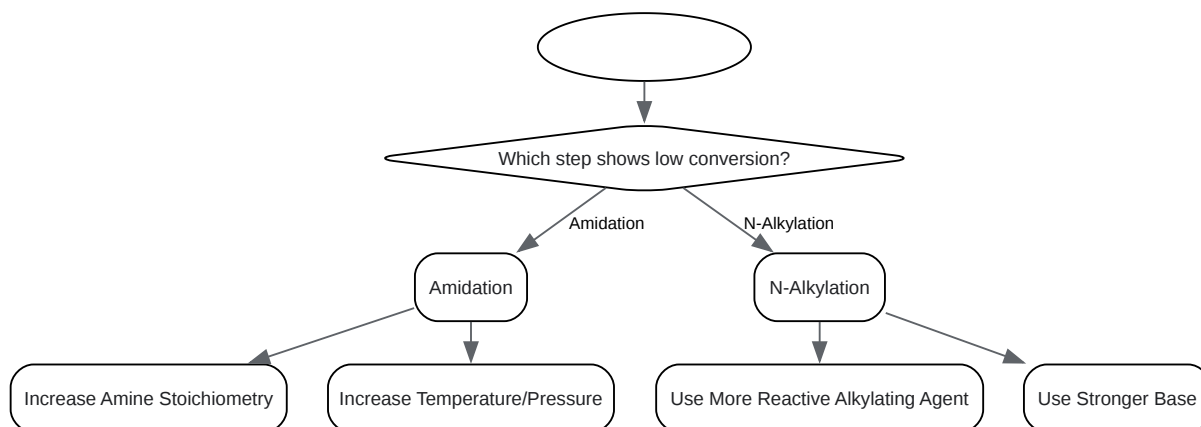 Which step shows low conversion?
Amidation
N-Alkylation
Amidation
N-Alkylation
Increase Amine Stoichiometry
Increase Temperature/Pressure
Use More Reactive Alkylating Agent
Use Stronger Base